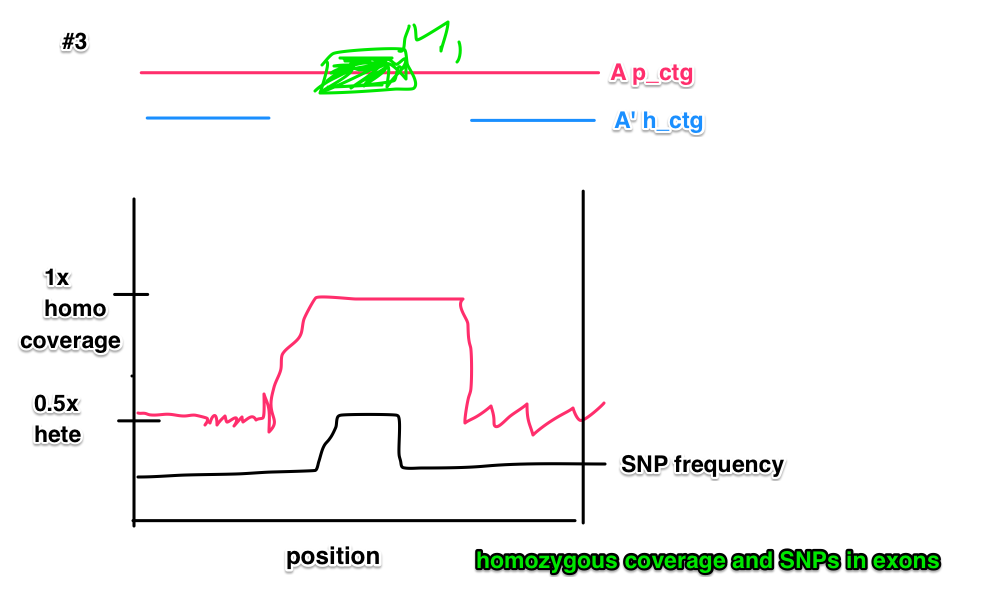 #3
A p_ctg
A' h_ctg
1x
homo
coverage
0.5x
hete
SNP frequency
position
homozygous coverage and SNPs in exons